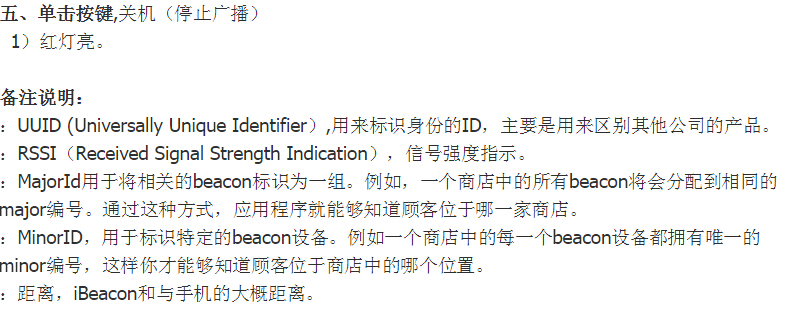 五、单击按键,关机（停止广播）
1）红灯亮。
备注说明：
：UUID (Universally Unique Identifier）,用来标识身份的ID，主要是用来区别其他公司的产品。
：RSSI（Received Signal Strength Indication），信号强度指示。
：MajorId用于将相关的beacon标识为一组。例如，一个商店中的所有beacon将会分配到相同的
major编号。通过这种方式，应用程序就能够知道顾客位于哪一家商店。
：MinorID，用于标识特定的beacon设备。例如一个商店中的每一个beacon设备都拥有唯一的
minor编号，这样你才能够知道顾客位于商店中的哪个位置。
：距离，iBeacon和与手机的大概距离。